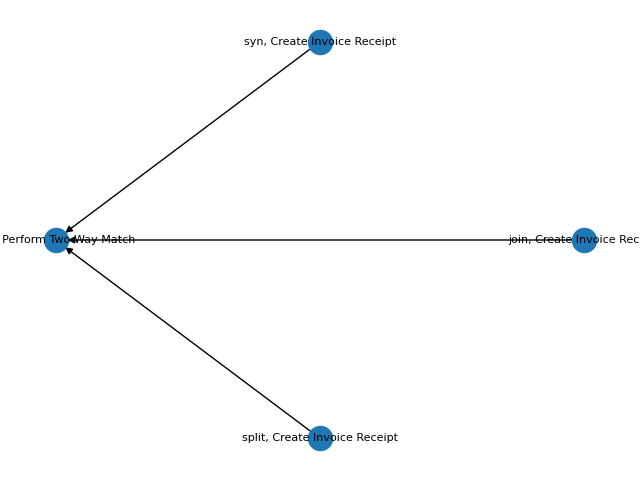 syn, Create Invoice Receipt
Perform Two Way Match
join, Create Invoice Rec
split, Create Invoice Receipt